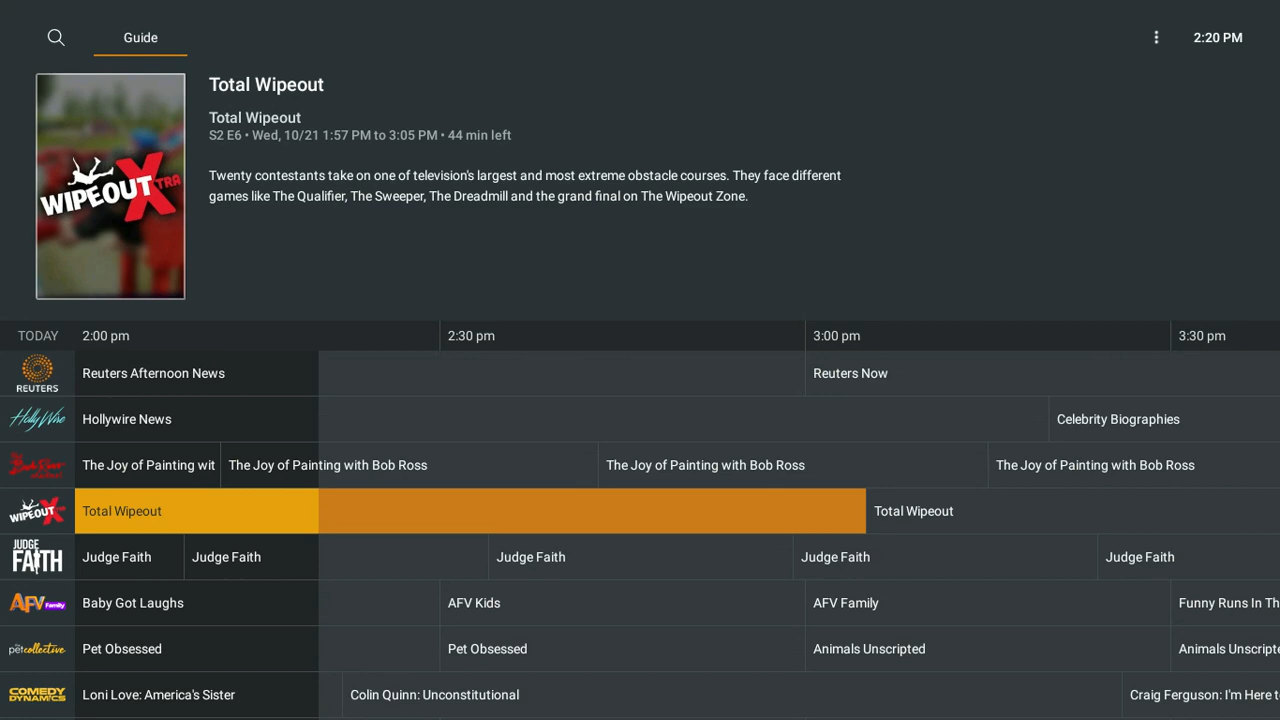 Guide
2:20 PM
WIPEOUT XTRA
Total Wipeout
Total Wipeout
S2 E6 • Wed, 10/21 1:57 PM to 3:05 PM • 44 min left
Twenty contestants take on one of television's largest and most extreme obstacle courses. They face different
games like The Qualifier, The Sweeper, The Dreadmill and the grand final on The Wipeout Zone.
TODAY 2:00 pm 2:30 pm 3:00 pm 3:30 pm
REUTERS Reuters Afternoon News Reuters Now
HollyWire Hollywire News Celebrity Biographies
The Joy of Painting wit The Joy of Painting with Bob Ross The Joy of Painting with Bob Ross The Joy of Painting with Bob Ross
WIPEOUT X Total Wipeout Total Wipeout
JUDGE FAITH Judge Faith Judge Faith Judge Faith Judge Faith Judge Faith
AFV Family Baby Got Laughs AFV Kids AFV Family Funny Runs In Th
petcollective Pet Obsessed Pet Obsessed Animals Unscripted Animals Unscripte
COMEDY DYNAMICS Loni Love: America's Sister Colin Quinn: Unconstitutional Craig Ferguson: I'm Here t